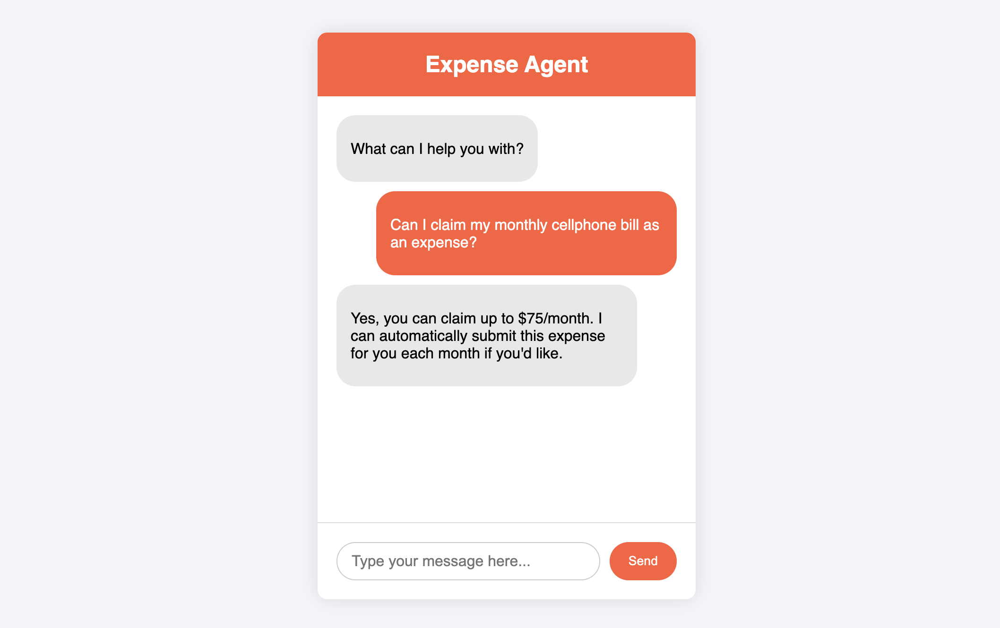 Expense Agent
What can I help you with?
Can I claim my monthly cellphone bill as
an expense?
Yes, you can claim up to $75/month. I
can automatically submit this expense
for you each month if you'd like.
Type your message here...
Send